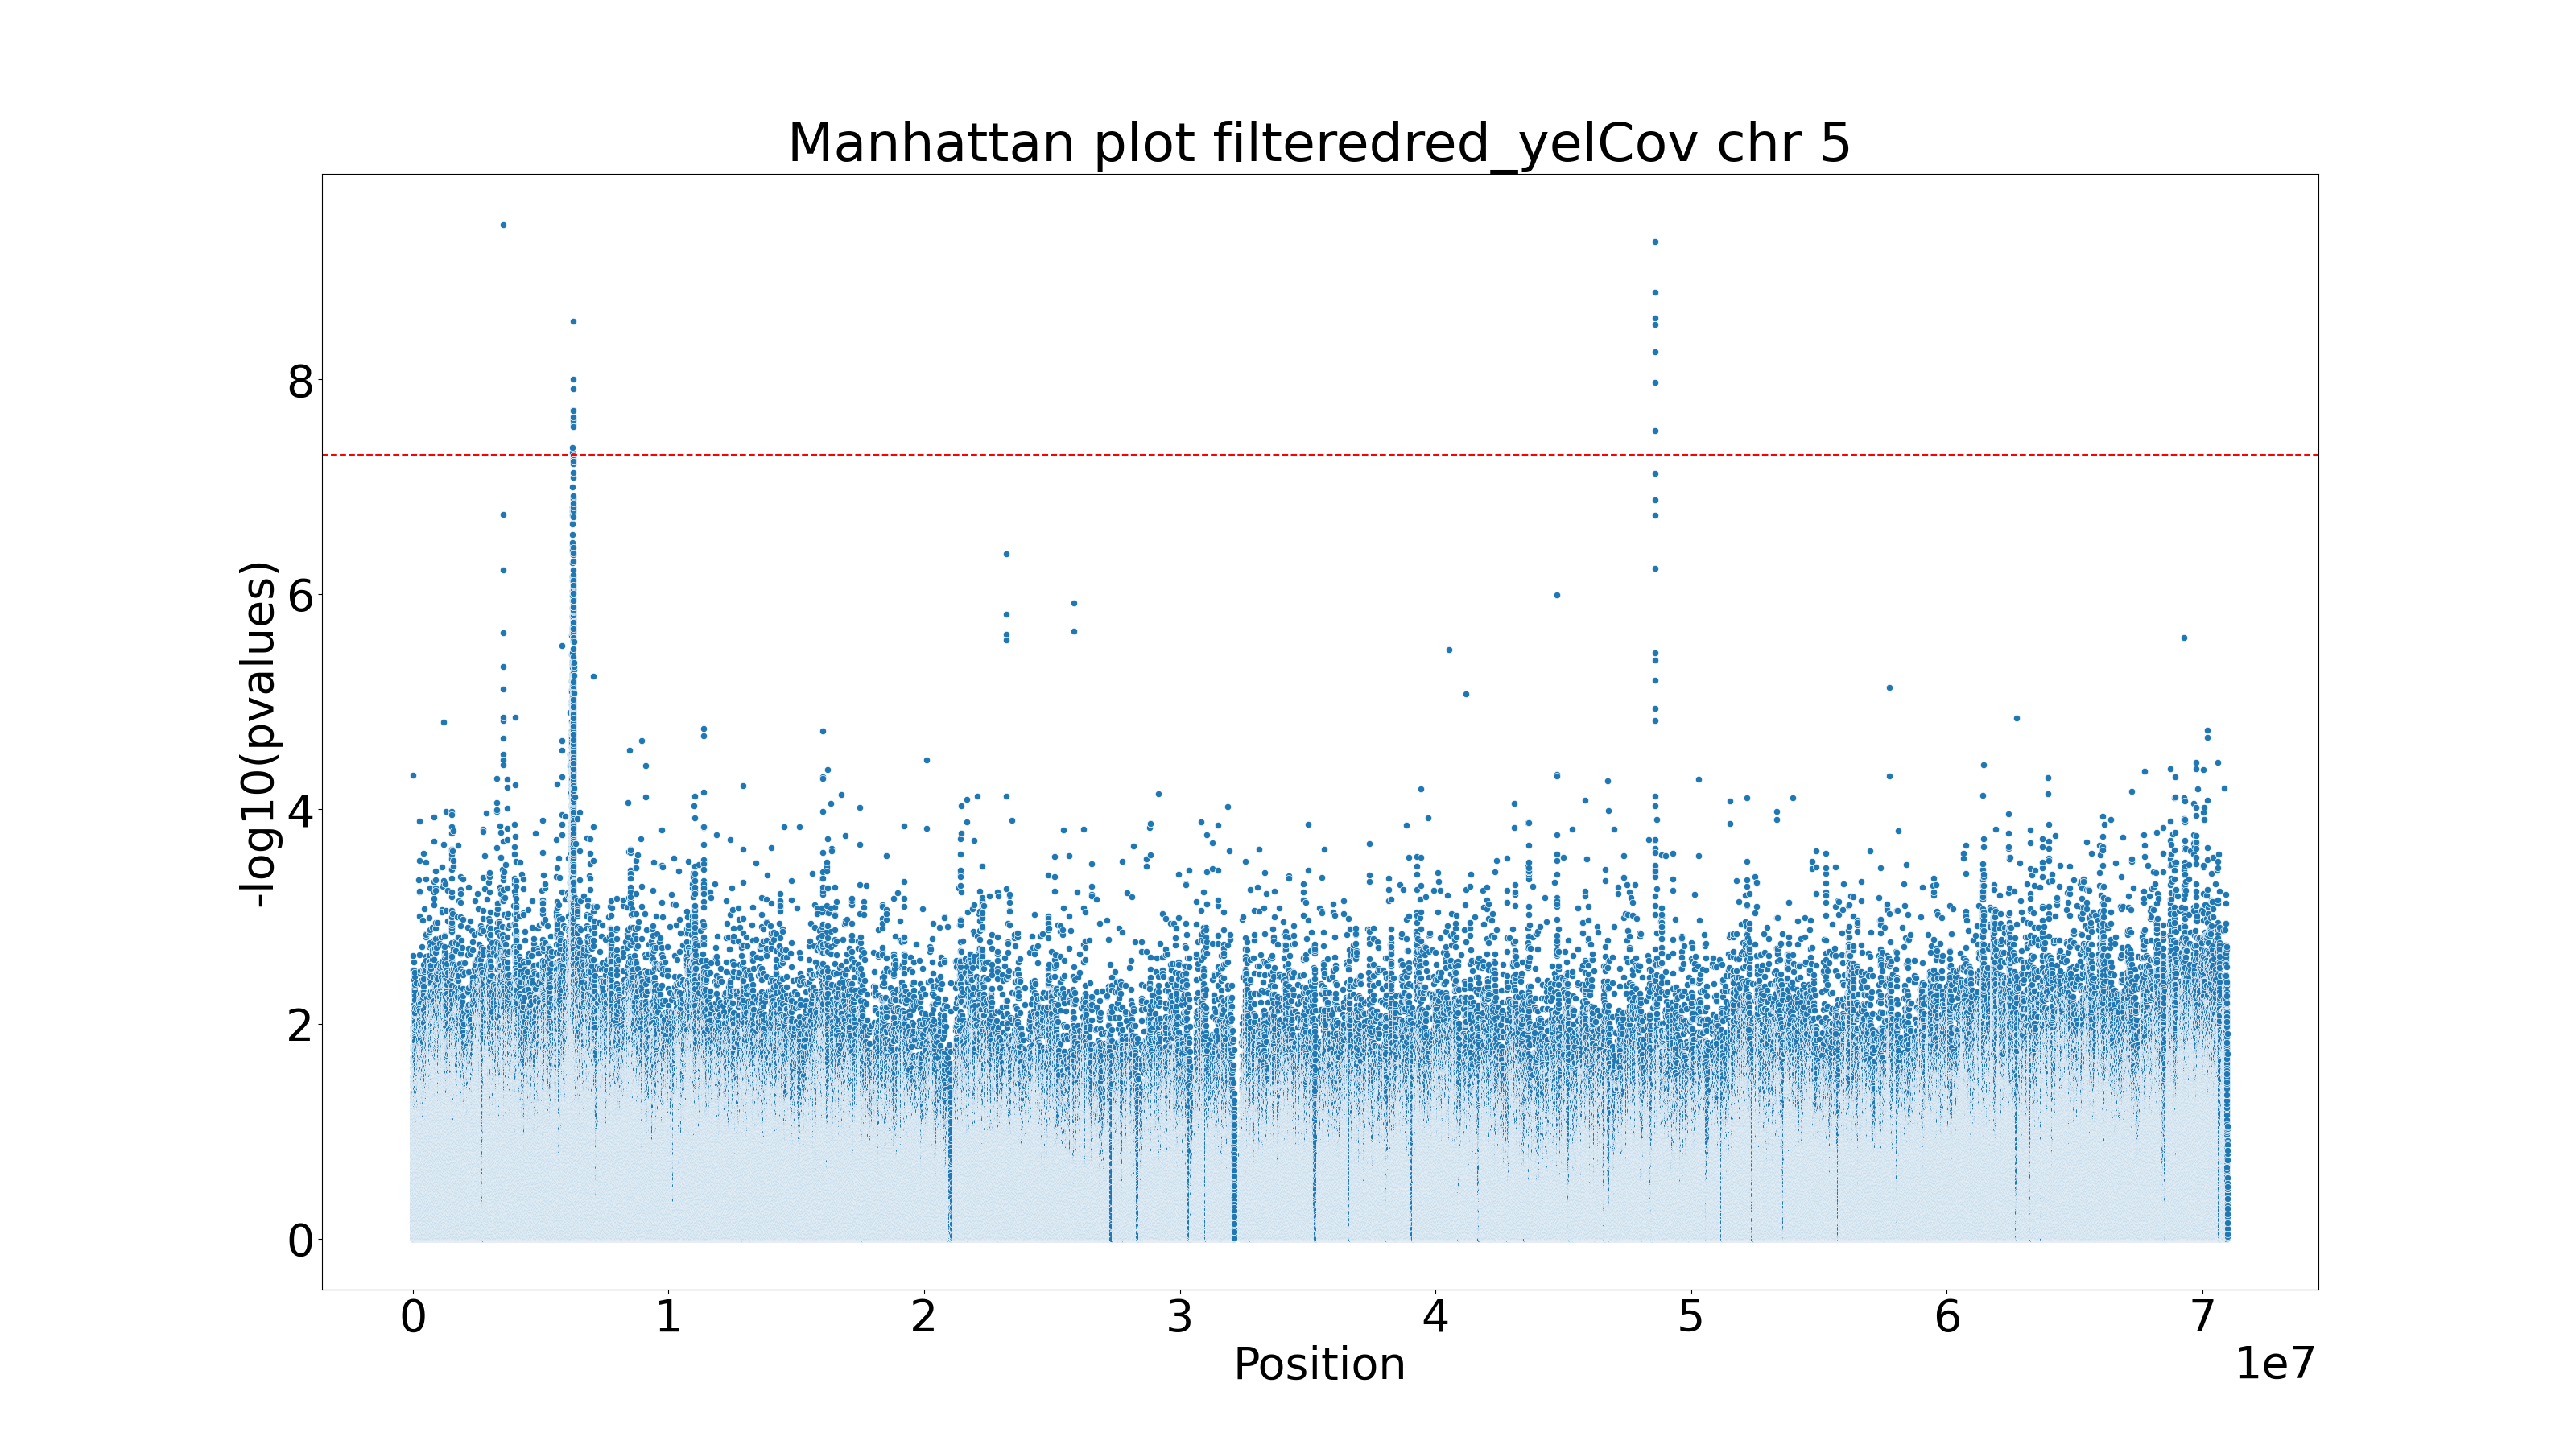 Manhattan plot filteredred_yelCov chr 5
-log10(pvalues)
8
6
4
2
0
0 1 2 3 4 5 6 7
1e7
Position